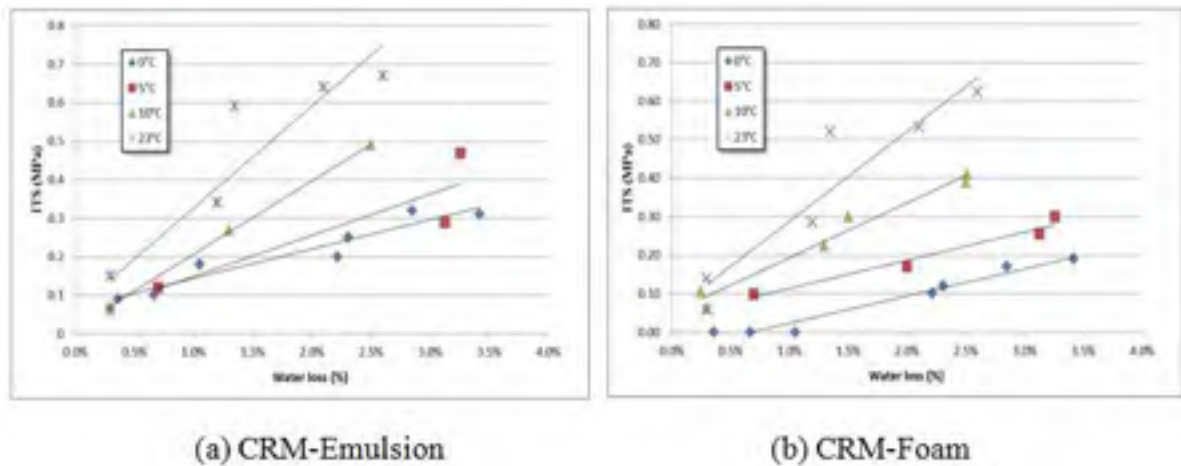 0.8
0.7
0.6
0.5
0.4
0.3
0.2
0.1
0
ITS (MPa)
0°C
5°C
10°C
23°C
0.0% 0.5% 1.0% 1.5% 2.0% 2.5% 3.0% 3.5% 4.0%
Water loss [%]
(a) CRM-Emulsion
0.80
0.70
0.60
0.50
0.40
0.30
0.20
0.10
0.00
ITS (MPa)
0°C
5°C
10°C
23°C
0.0% 0.5% 1.0% 1.5% 2.0% 2.5% 3.0% 3.5% 4.0%
Water loss [%]
(b) CRM-Foam